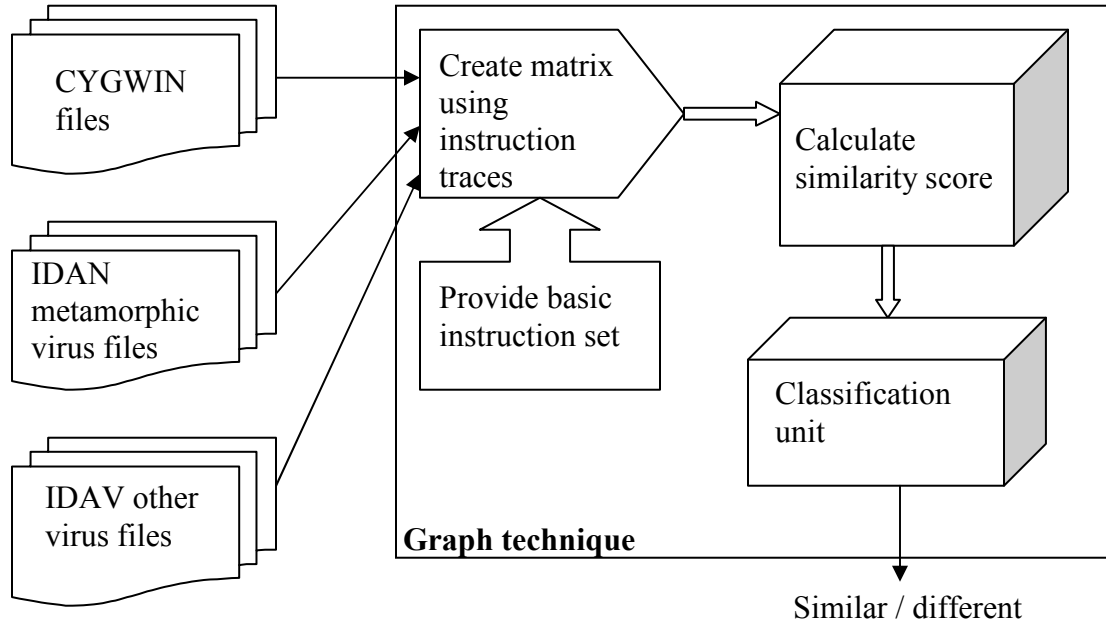 CYGWIN
files
IDAN
metamorphic
virus files
IDAV other
virus files
Create matrix
using
instruction
traces
Provide basic
instruction set
Calculate
similarity score
Classification
unit
Graph technique
Similar / different